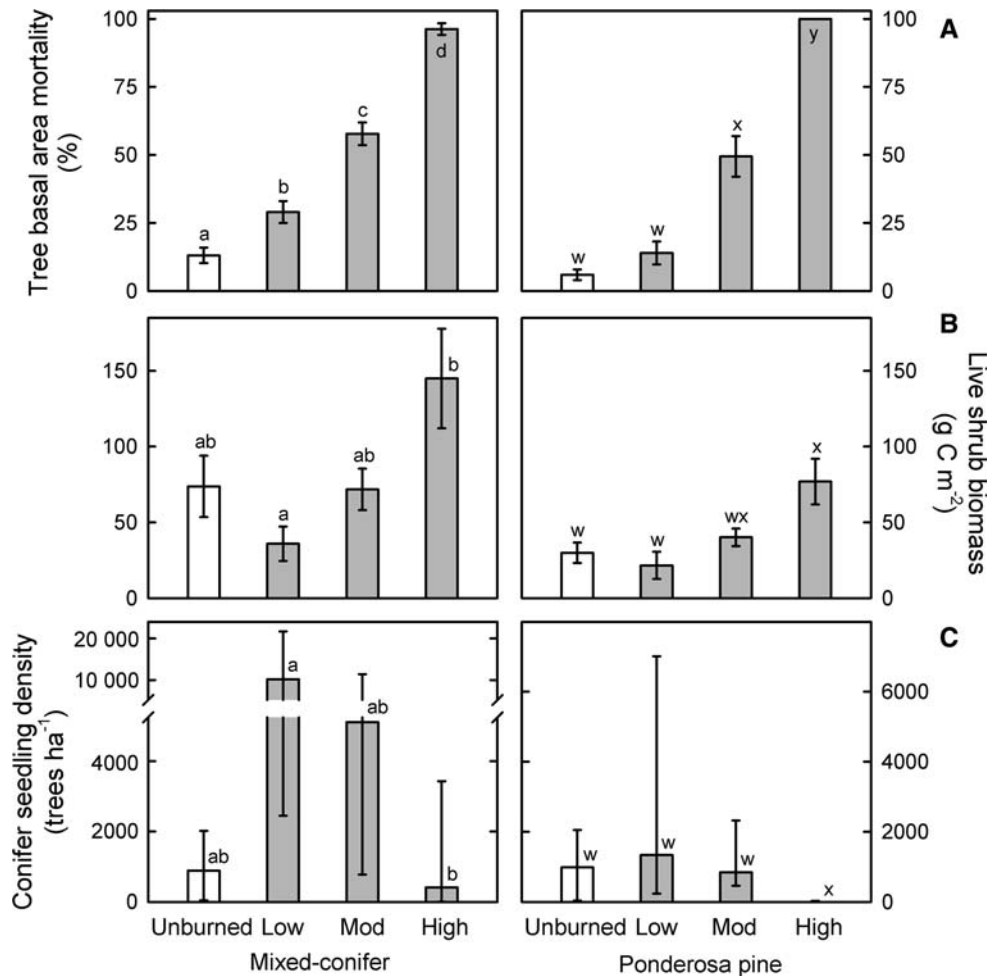 Tree basal area mortality
(%)
100
75
50
25
0
a
b
c
d
w
w
x
y
100
75
50
25
0
A
150
100
50
0
ab
a
ab
b
w
w
wx
x
150
100
50
0
B
Live shrub biomass
(g C m-2)
Conifer seedling density
(trees ha-1)
20 000
10 000
4000
2000
0
ab
a
ab
b
w
w
w
x
6000
4000
2000
0
C
Unburned Low Mod High
Unburned Low Mod High
Mixed-conifer
Ponderosa pine